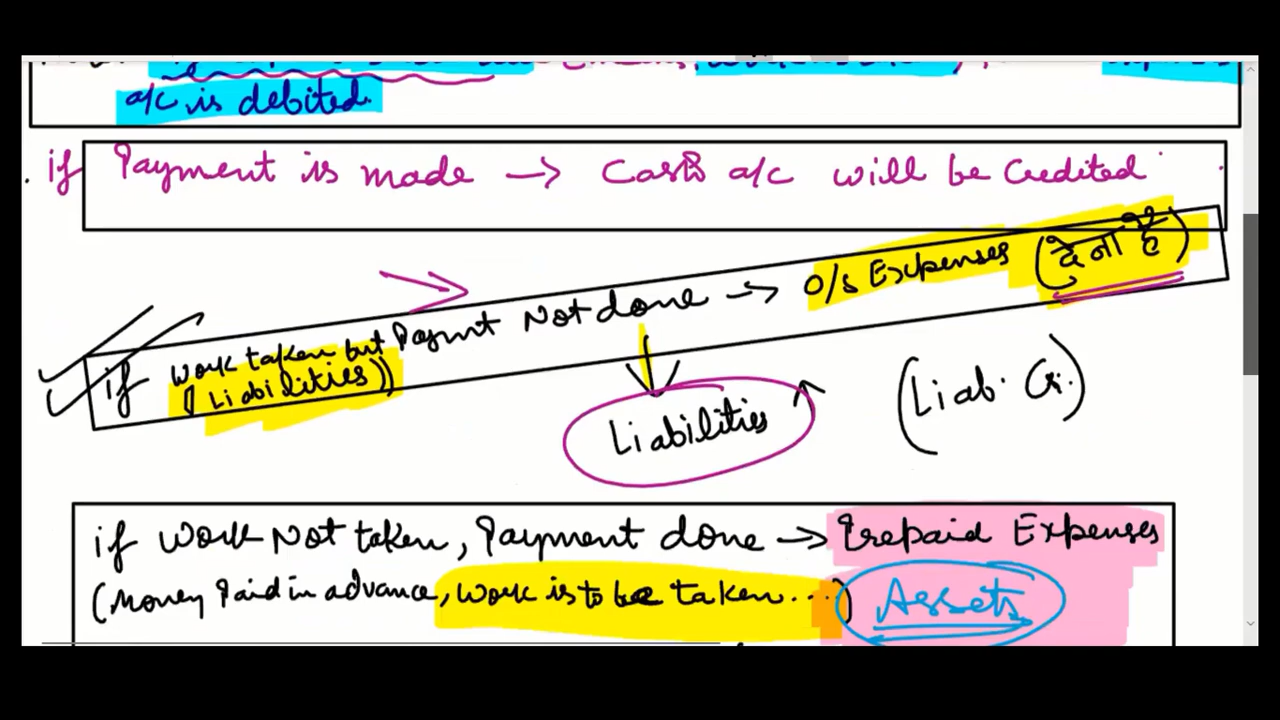 a/c is debited.
if Payment is made → Cash a/c will be Credited
if work taken but Paymnt Not done → O/s Expenses (देना है)
(Liabilities)
Liabilities ↑ (Liab. Cr.)
if Work Not taken, Payment done → Prepaid Expenses
(Money Paid in advance, work is to be taken...) Assets